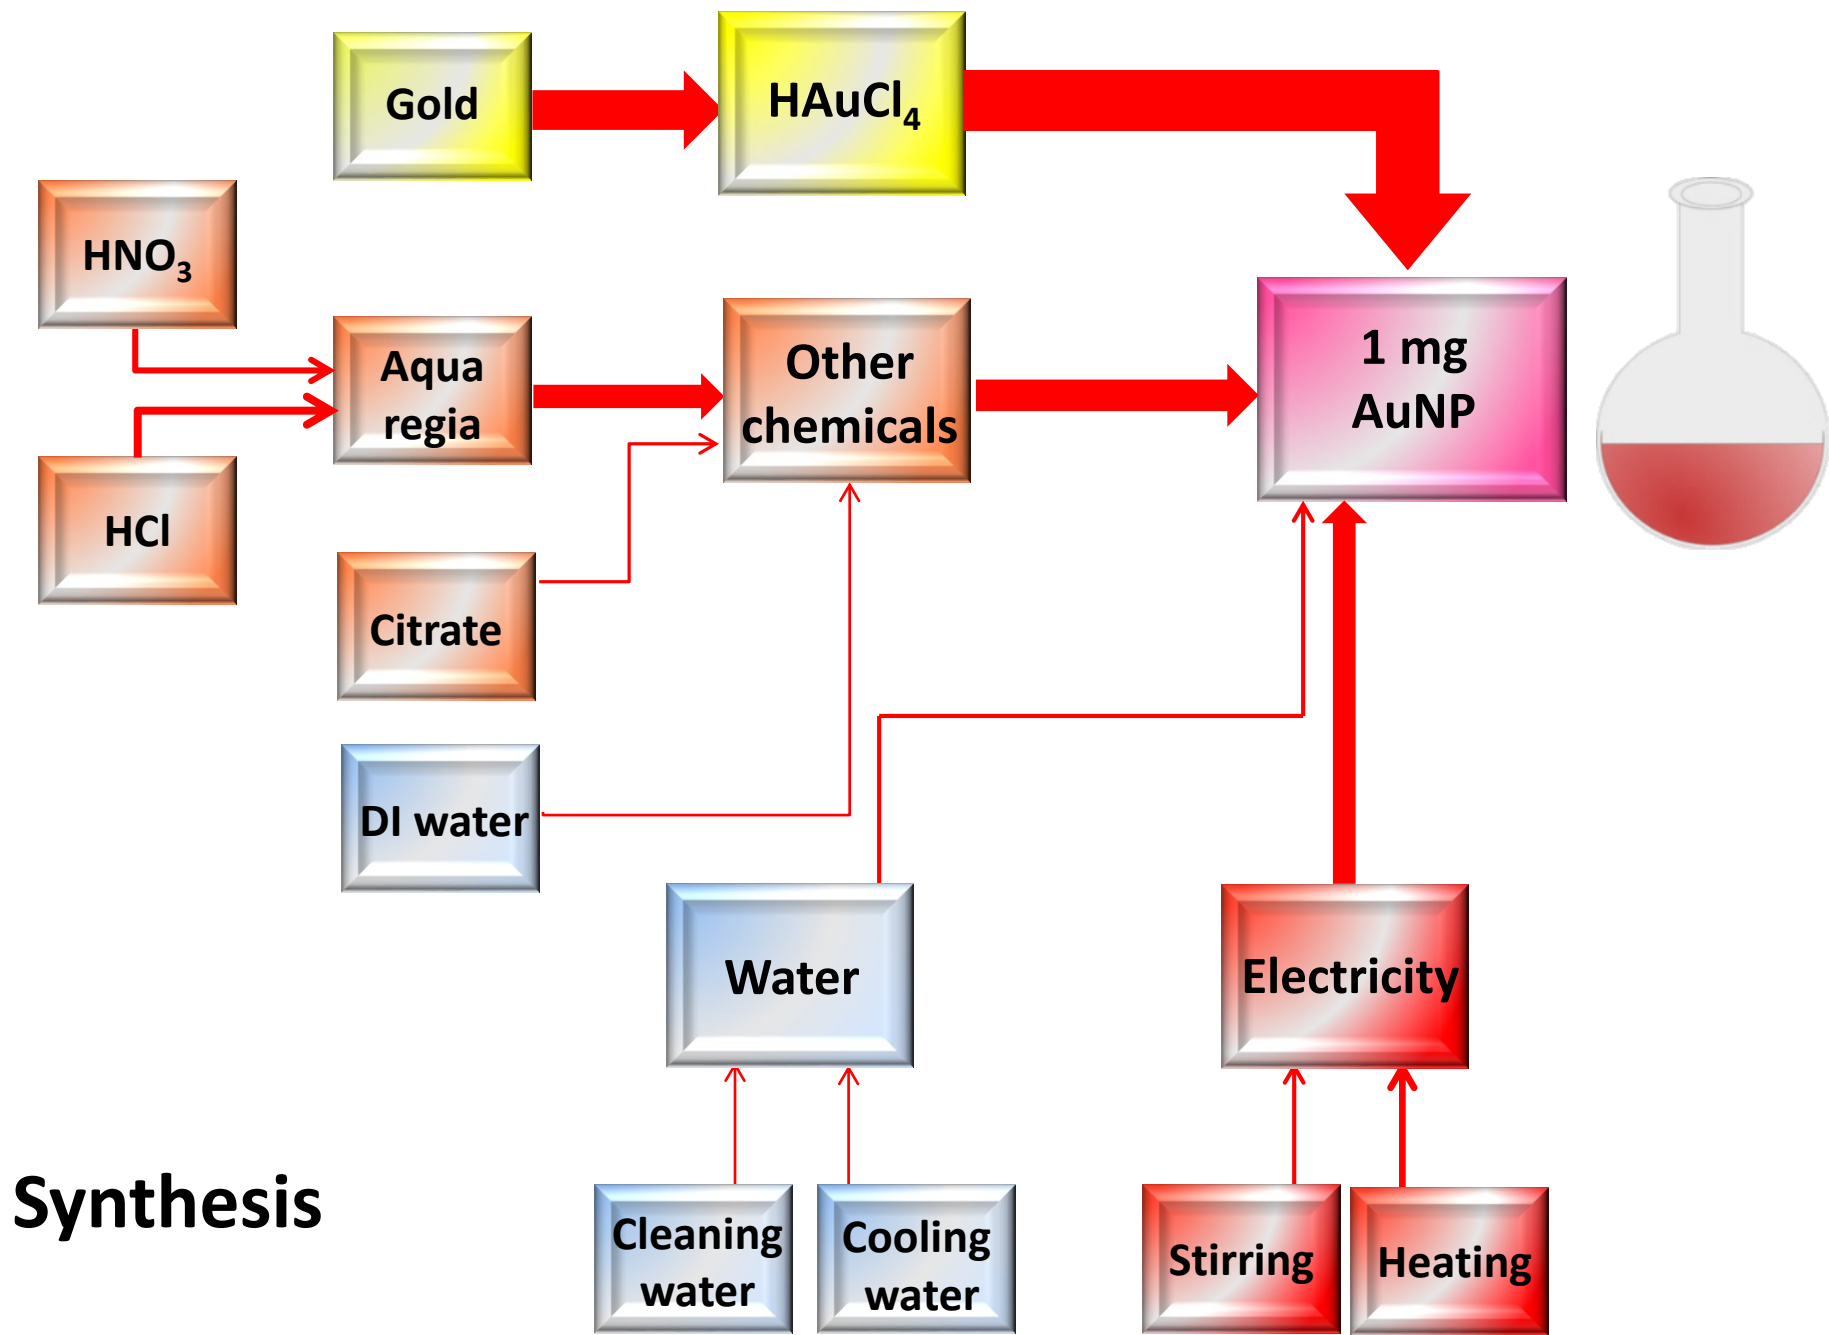 Gold
HAuCl₄
HNO₃
Aqua
regia
Other
chemicals
1 mg
AuNP
HCl
Citrate
DI water
Water
Electricity
Synthesis
Cleaning
water
Cooling
water
Stirring
Heating